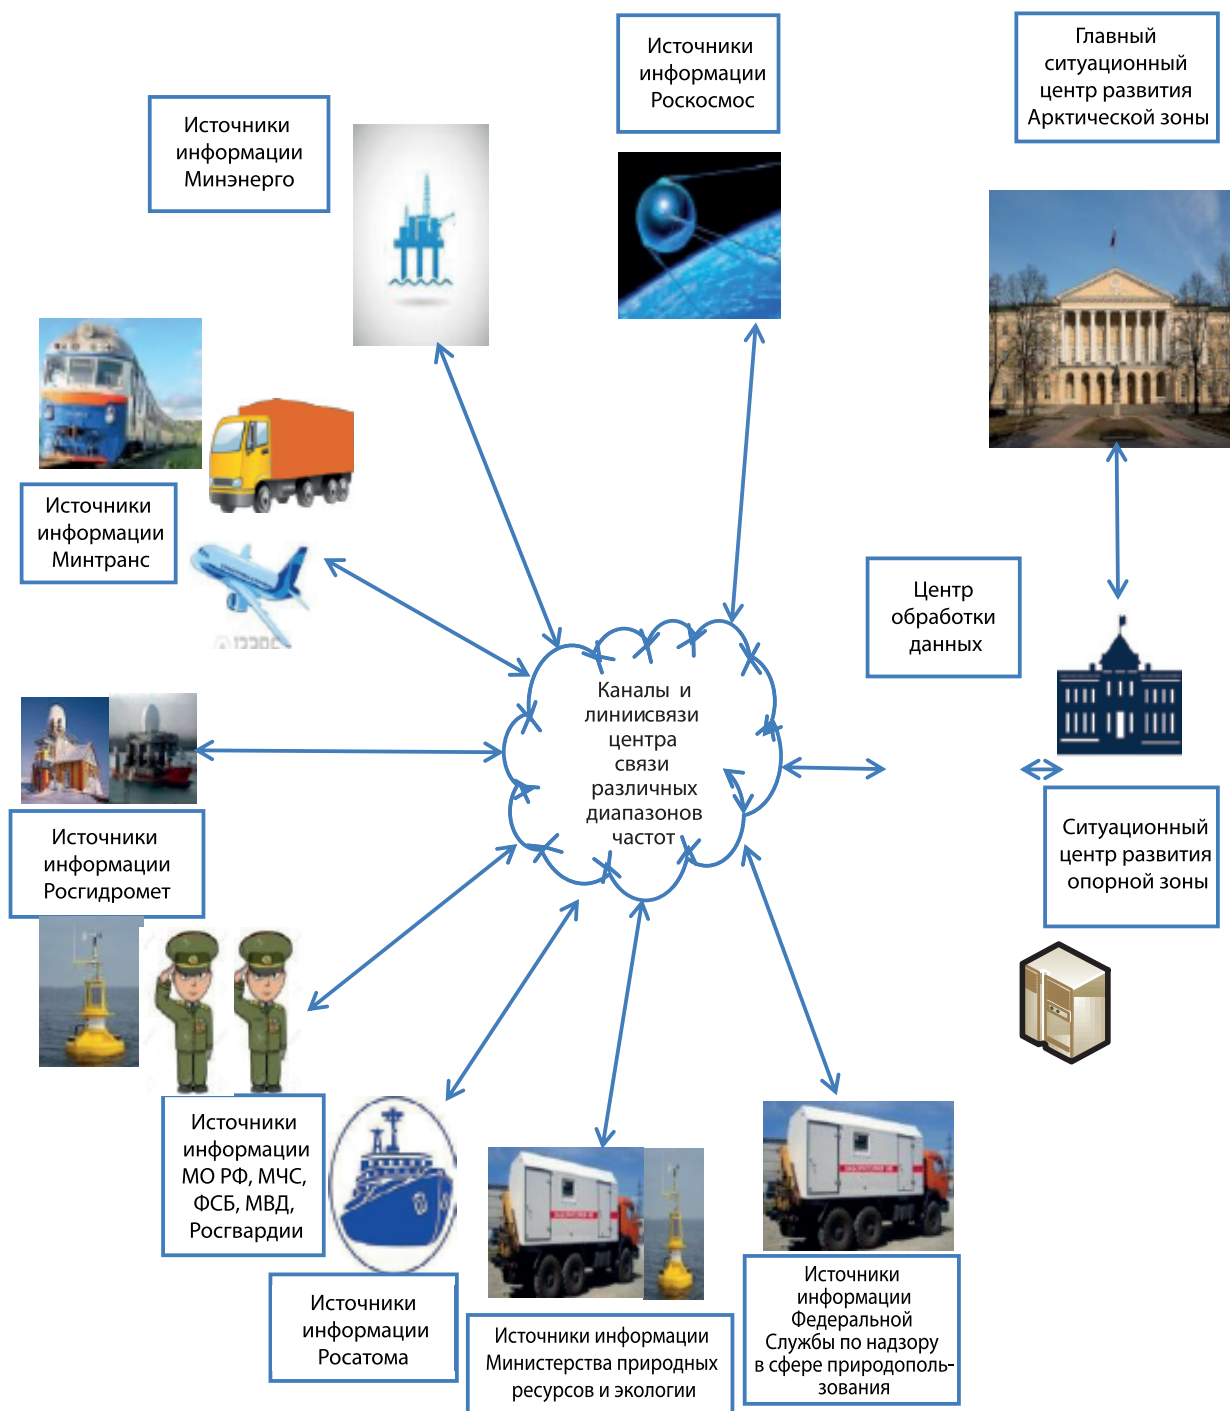 Источники
информации
Роскосмос
Главный
ситуационный
центр развития
Арктической зоны
Источники
информации
Минэнерго
Источники
информации
Минтранс
Центр
обработки
данных
Каналы и
линиисвязи
центра
связи
различных
диапазонов
частот
Источники
информации
Росгидромет
Ситуационный
центр развития
опорной зоны
Источники
информации
МО РФ, МЧС,
ФСБ, МВД,
Росгвардии
Источники
информации
Росатома
Источники информации
Министерства природных
ресурсов и экологии
Источники
информации
Федеральной
Службы по надзору
в сфере природополь-
зования